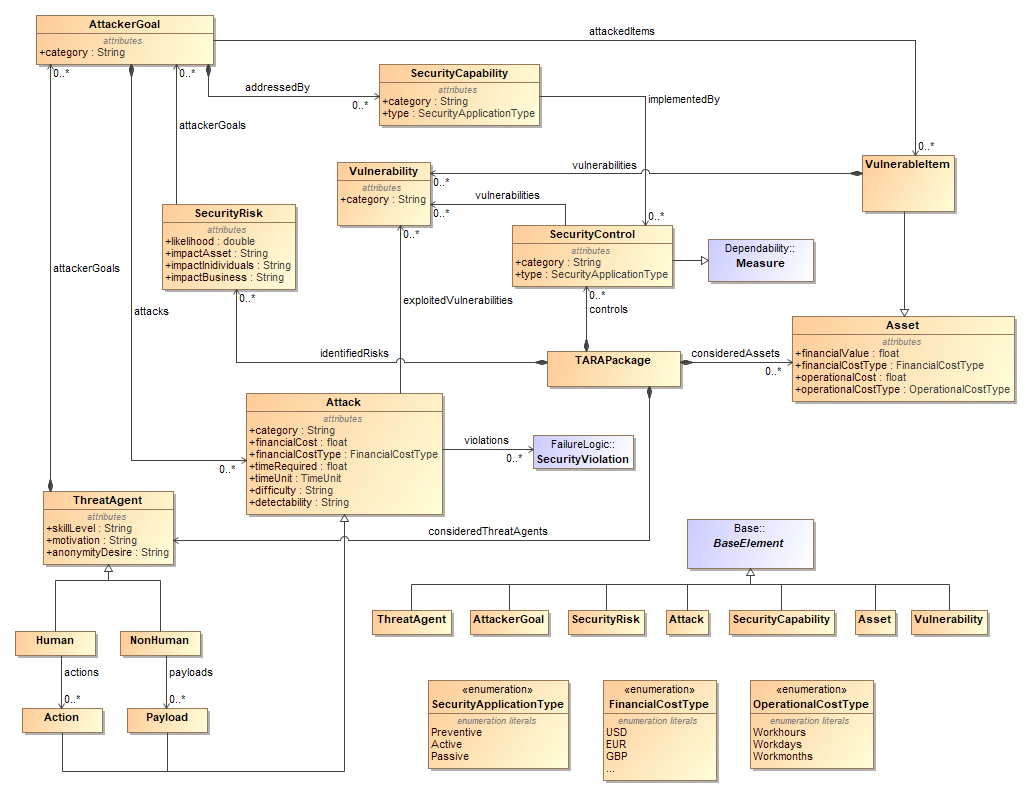 AttackerGoal
attributes
+category : String
attackedItems
0..*
0..*
addressedBy
0..*
SecurityCapability
attributes
+category : String
+type : SecurityApplicationType
implementedBy
attackerGoals
0..*
VulnerableItem
vulnerabilities
0..*
Vulnerability
attributes
+category : String
vulnerabilities
0..*
0..*
SecurityRisk
attributes
+likelihood : double
+impactAsset : String
+impactInidividuals : String
+impactBusiness : String
0..*
0..*
SecurityControl
attributes
+category : String
+type : SecurityApplicationType
Dependability::
Measure
attackerGoals
0..*
controls
exploitedVulnerabilities
attacks
Asset
attributes
+financialValue : float
+financialCostType : FinancialCostType
+operationalCost : float
+operationalCostType : OperationalCostType
identifiedRisks
TARAPackage
consideredAssets
0..*
Attack
attributes
+category : String
+financialCost : float
+financialCostType : FinancialCostType
+timeRequired : float
+timeUnit : TimeUnit
+difficulty : String
+detectability : String
0..*
violations
0..*
FailureLogic::
SecurityViolation
ThreatAgent
attributes
+skillLevel : String
+motivation : String
+anonymityDesire : String
consideredThreatAgents
0..*
Base::
BaseElement
ThreatAgent
AttackerGoal
SecurityRisk
Attack
SecurityCapability
Asset
Vulnerability
Human
NonHuman
actions
payloads
0..*
0..*
Action
Payload
«enumeration»
SecurityApplicationType
enumeration literals
Preventive
Active
Passive
«enumeration»
FinancialCostType
enumeration literals
USD
EUR
GBP
...
«enumeration»
OperationalCostType
enumeration literals
Workhours
Workdays
Workmonths